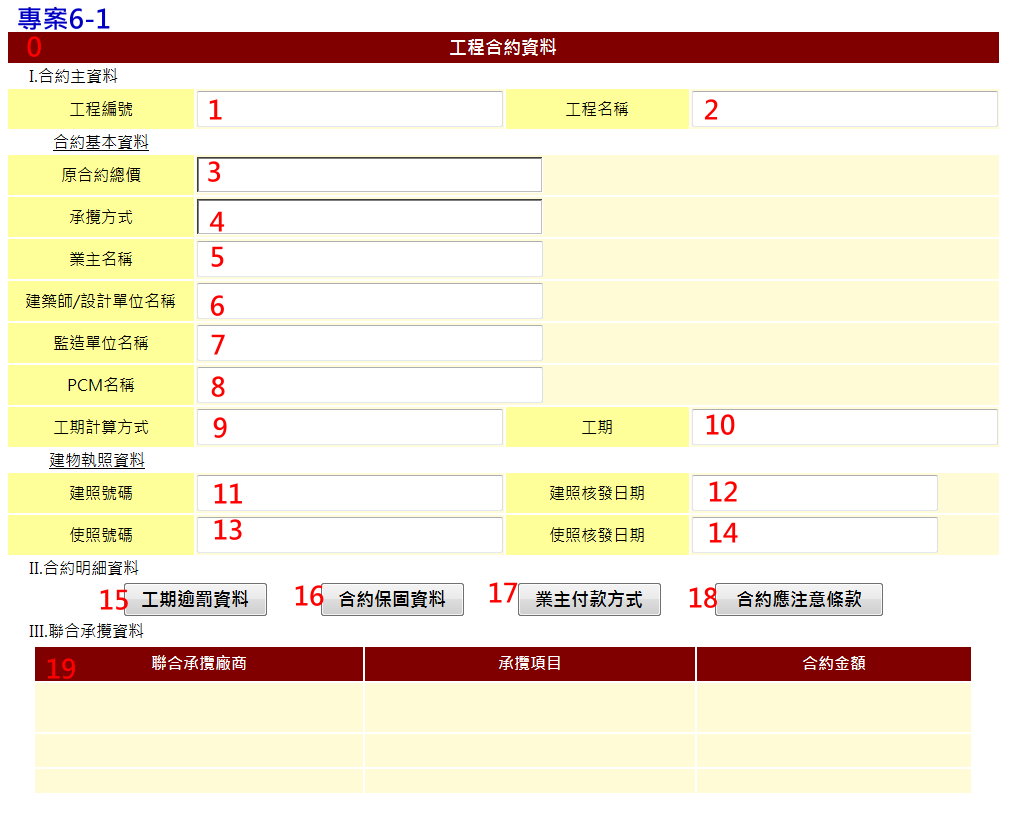 專案6-1
0 工程合約資料
I.合約主資料
工程編號 1 工程名稱 2
合約基本資料
原合約總價 3
承攬方式 4
業主名稱 5
建築師/設計單位名稱 6
監造單位名稱 7
PCM名稱 8
工期計算方式 9 工期 10
建物執照資料
建照號碼 11 建照核發日期 12
使照號碼 13 使照核發日期 14
II.合約明細資料
15 工期逾罰資料 16 合約保固資料 17 業主付款方式 18 合約應注意條款
III.聯合承攬資料
19 聯合承攬廠商 承攬項目 合約金額